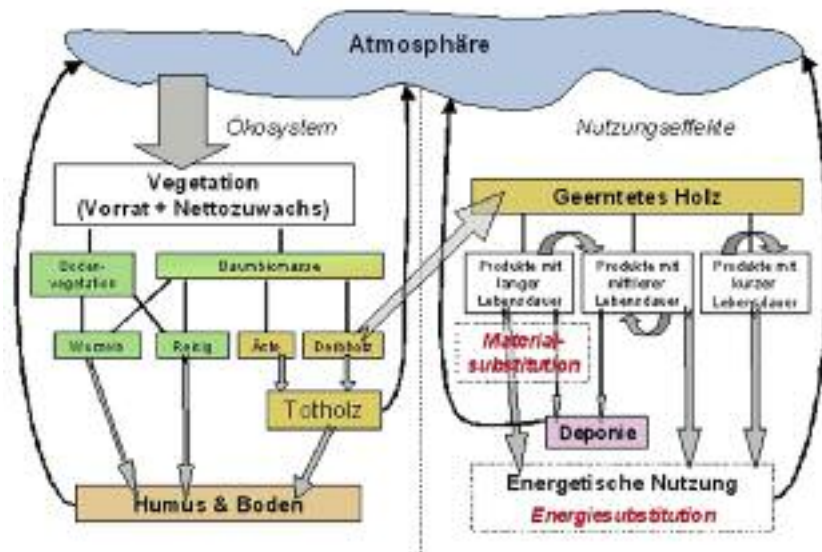 Atmosphäre
Ökosystem
Nutzungseffekte
Vegetation
(Vorrat + Nettozuwachs)
Geerntetes Holz
Boden-
vegetation
Baumbiomasse
Produkte mit
langer
Lebensdauer
Produkte mit
mittlerer
Lebensdauer
Produkte mit
kurzer
Lebensdauer
Wurzeln
Reisig
Äste
Derbholz
Material-
substitution
Totholz
Deponie
Humus & Boden
Energetische Nutzung
Energiesubstitution